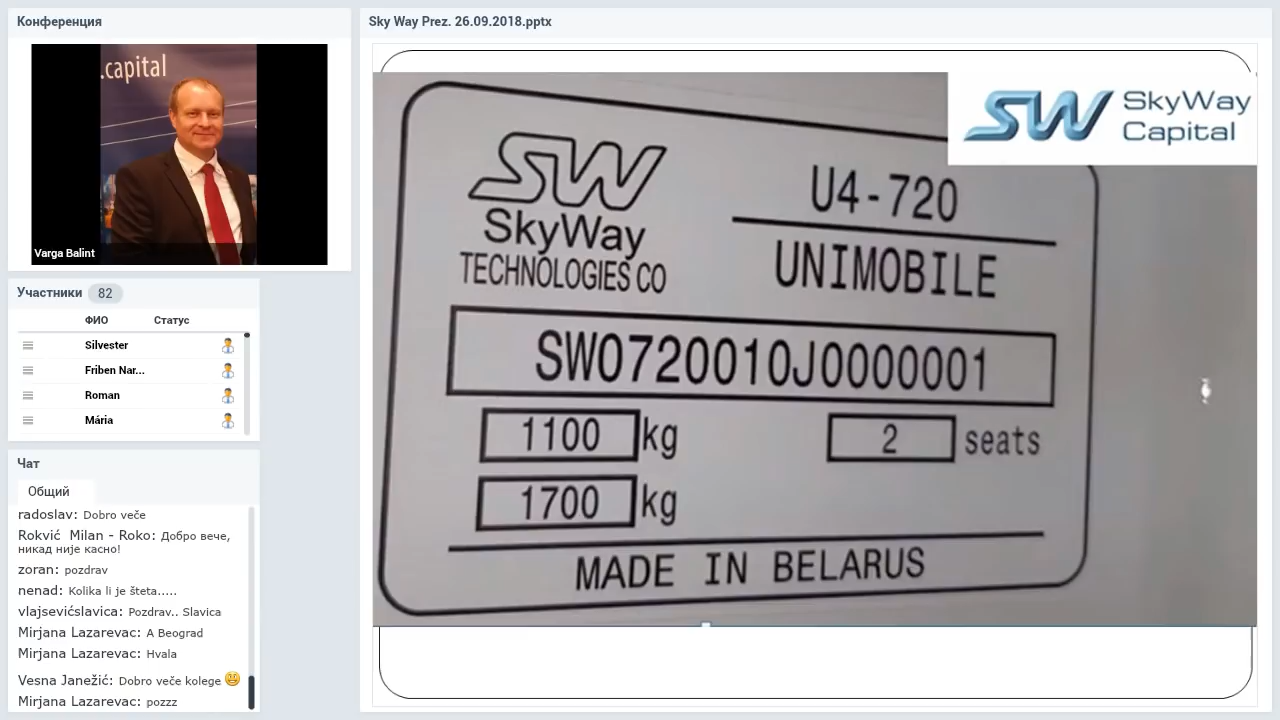 Конференция
.capital
Varga Balint
Участники 82
ФИО Статус
Silvester
Friben Nar...
Roman
Mária
Чат
Общий
radoslav: Dobro veče
Rokvić Milan - Roko: Добро вече,
никад није касно!
zoran: pozdrav
nenad: Kolika li je šteta.....
vlajsevićslavica: Pozdrav.. Slavica
Mirjana Lazarevac: A Beograd
Mirjana Lazarevac: Hvala
Vesna Janežić: Dobro veče kolege
Mirjana Lazarevac: pozzz
Sky Way Prez. 26.09.2018.pptx
SW SkyWay
Capital
SW
SkyWay
TECHNOLOGIES CO
U4-720
UNIMOBILE
SW0720010J0000001
1100 kg
2 seats
1700 kg
MADE IN BELARUS